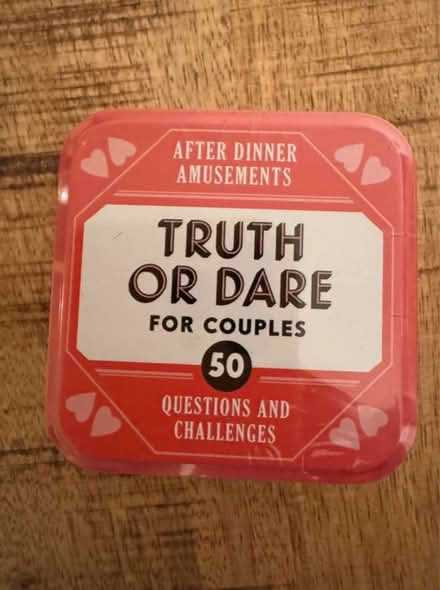 AFTER DINNER
AMUSEMENTS
TRUTH
OR DARE
FOR COUPLES
50
QUESTIONS AND
CHALLENGES